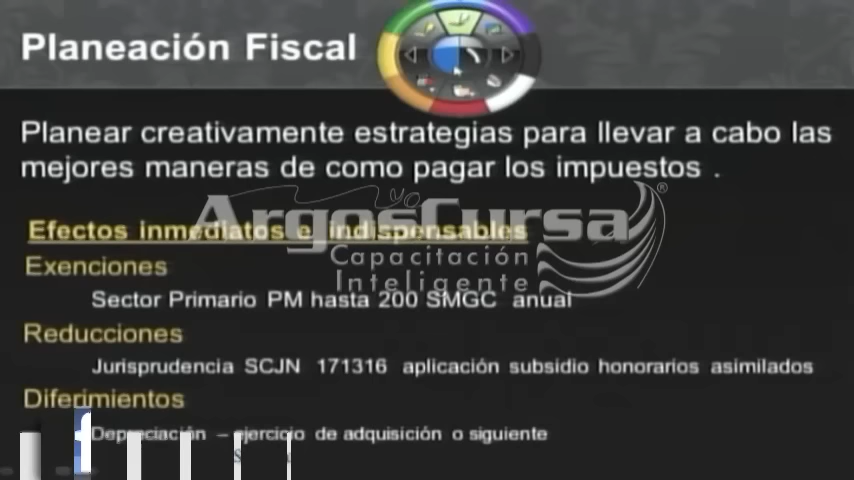 Planeación Fiscal
Planear creativamente estrategias para llevar a cabo las
mejores maneras de como pagar los impuestos .
ArgosCursa®
Capacitación
Inteligente
Efectos inmediatos e indispensables
Exenciones
Sector Primario PM hasta 200 SMGC anual
Reducciones
Jurisprudencia SCJN 171316 aplicación subsidio honorarios asimilados
Diferimientos
Depreciación – ejercicio de adquisición o siguiente